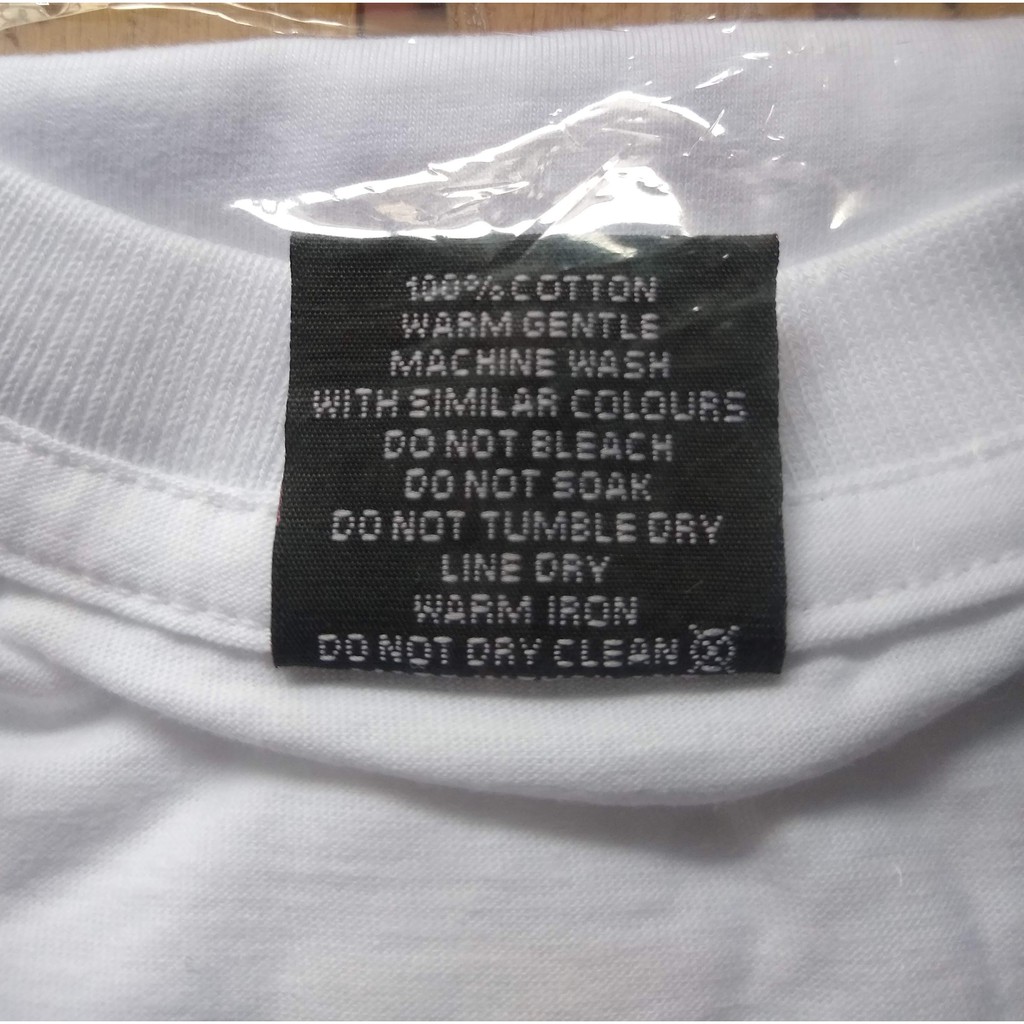 100% COTTON
WARM GENTLE
MACHINE WASH
WITH SIMILAR COLOURS
DO NOT BLEACH
DO NOT SOAK
DO NOT TUMBLE DRY
LINE DRY
WARM IRON
DO NOT DRY CLEAN